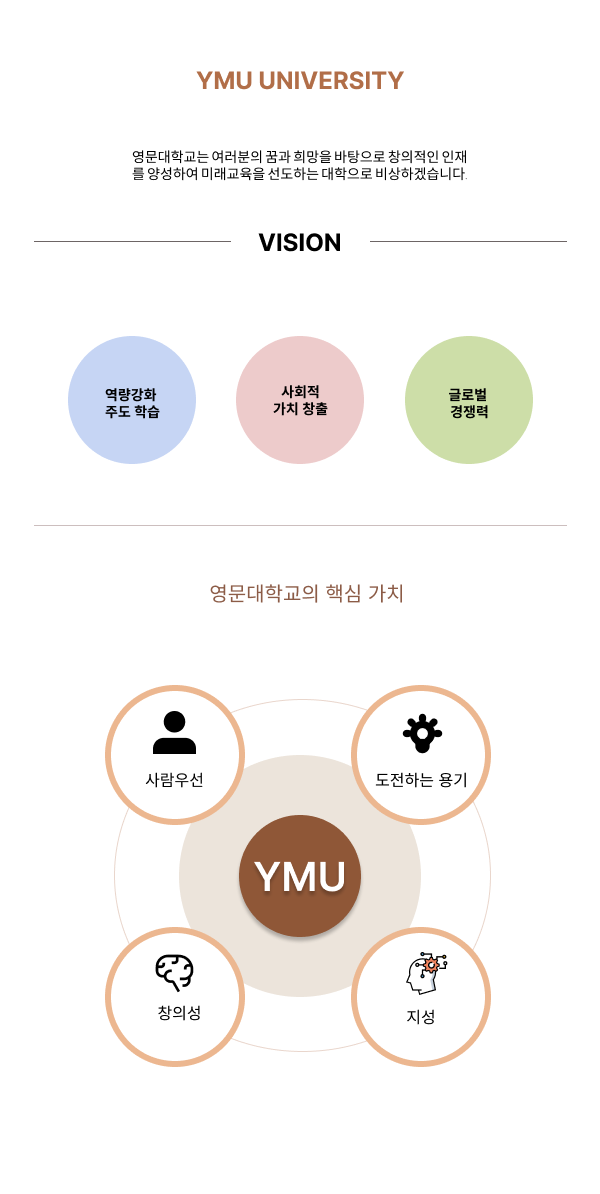 YMU UNIVERSITY
영문대학교는 여러분의 꿈과 희망을 바탕으로 창의적인 인재
를 양성하여 미래교육을 선도하는 대학으로 비상하겠습니다.
VISION
역량강화
주도 학습
사회적
가치 창출
글로벌
경쟁력
영문대학교의 핵심 가치
사람우선
도전하는 용기
YMU
창의성
지성